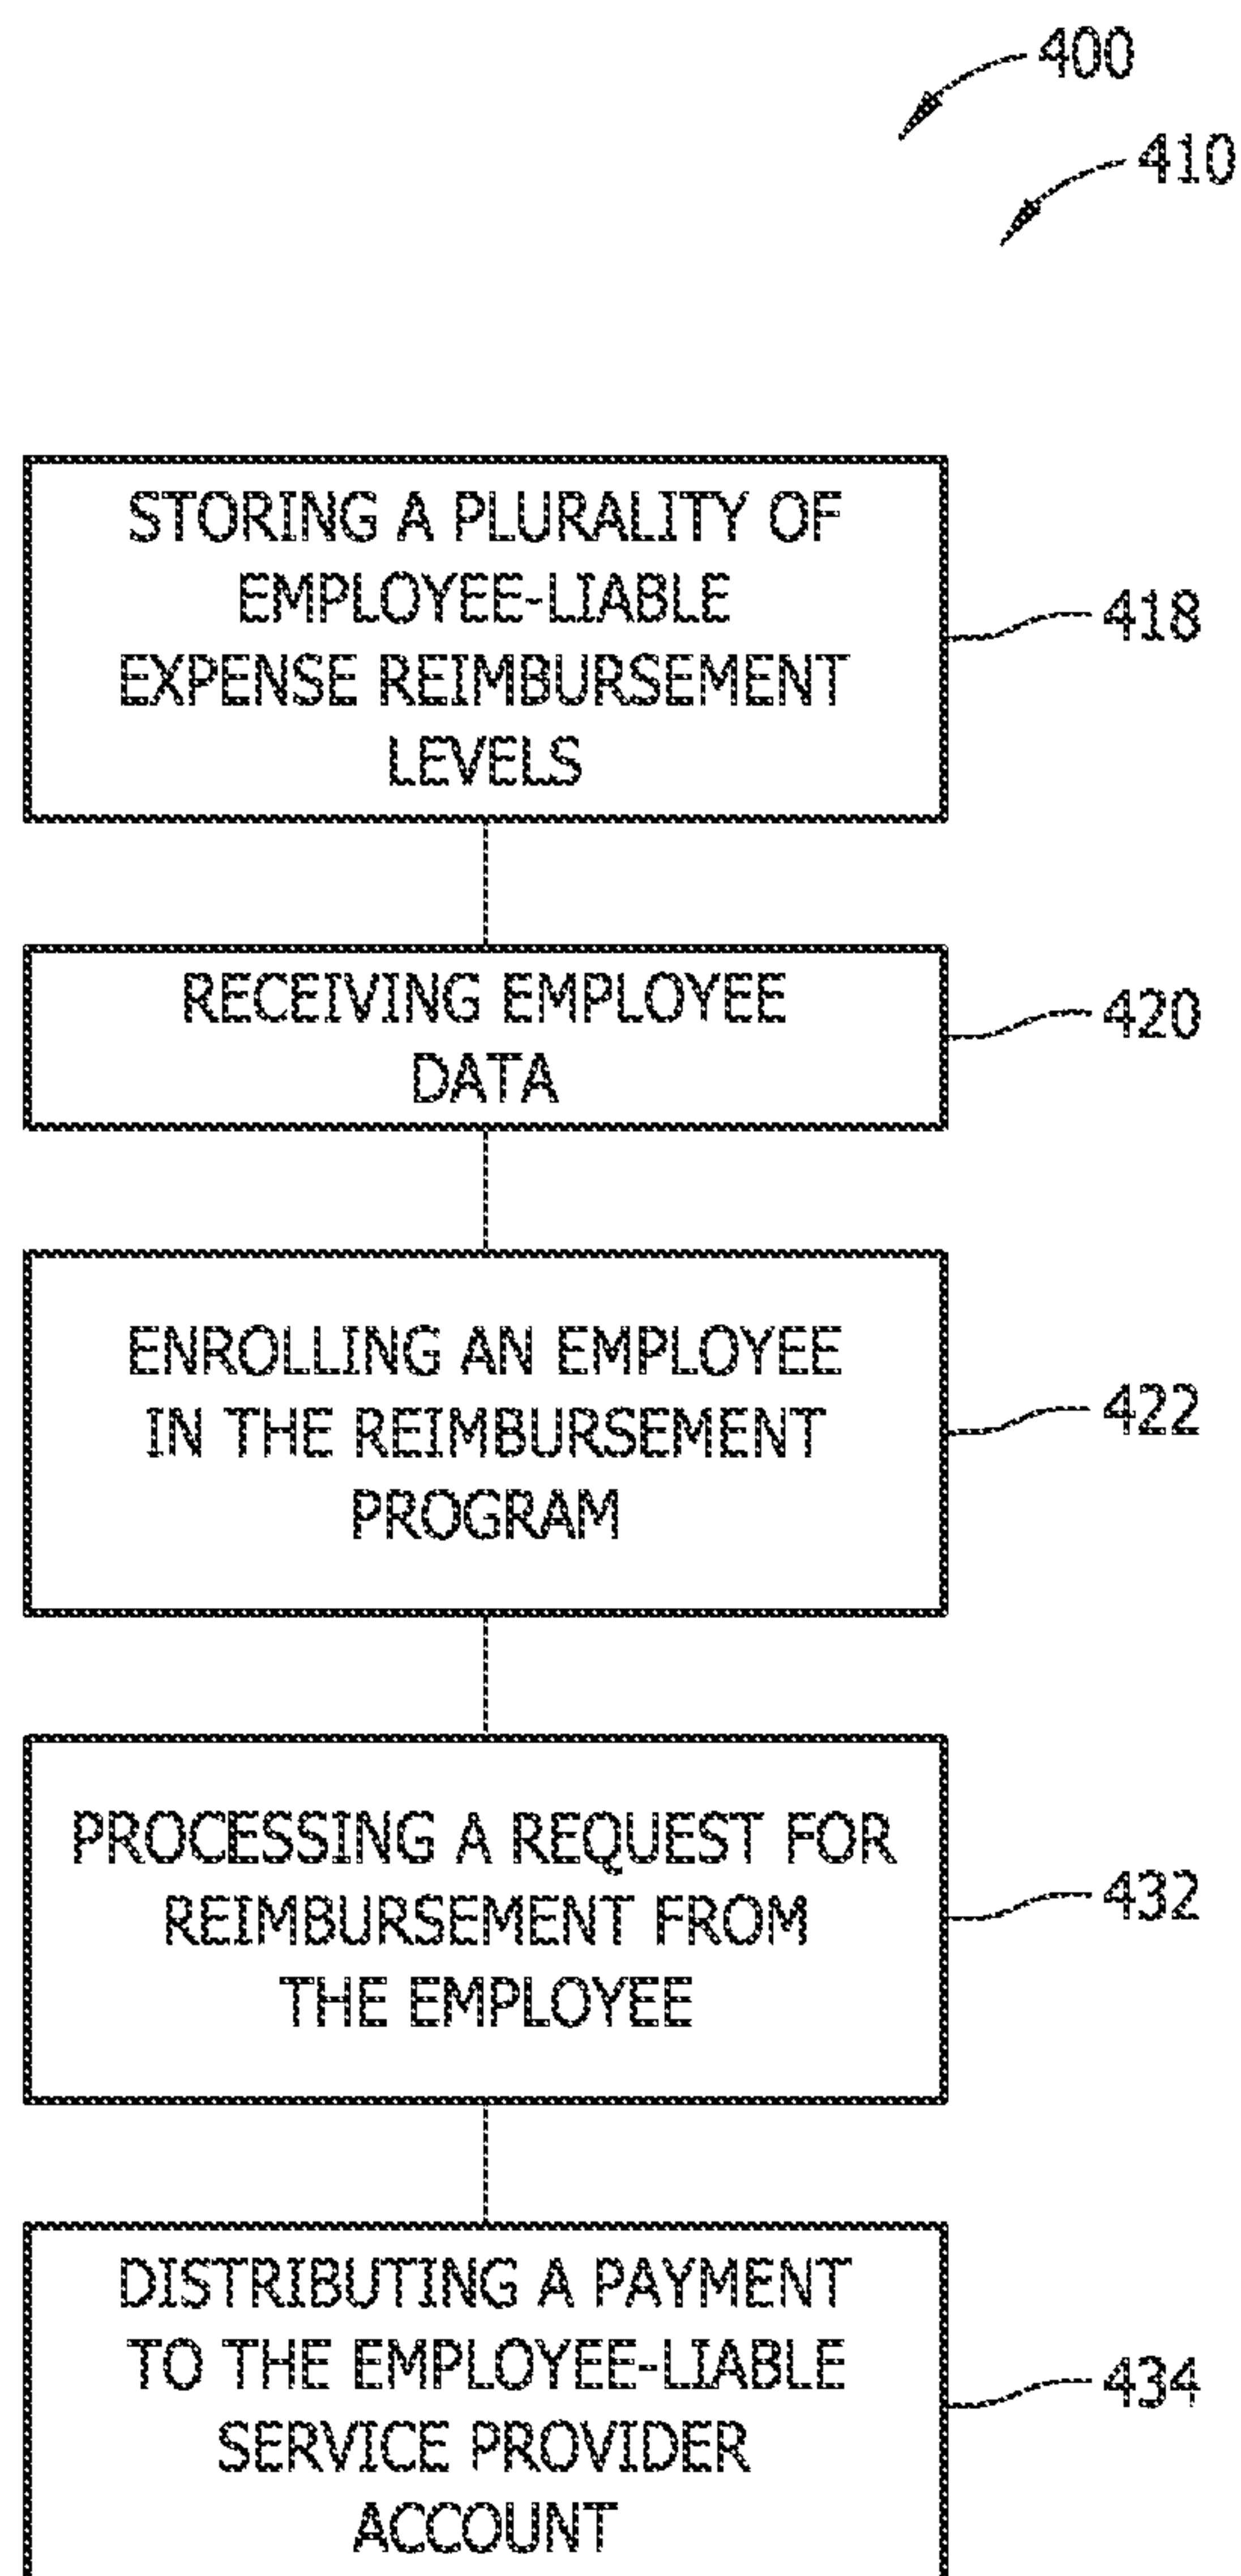 400
410
STORING A PLURALITY OF
EMPLOYEE-LIABLE
EXPENSE REIMBURSEMENT
LEVELS
418
RECEIVING EMPLOYEE
DATA
420
ENROLLING AN EMPLOYEE
IN THE REIMBURSEMENT
PROGRAM
422
PROCESSING A REQUEST FOR
REIMBURSEMENT FROM
THE EMPLOYEE
432
DISTRIBUTING A PAYMENT
TO THE EMPLOYEE-LIABLE
SERVICE PROVIDER
ACCOUNT
434